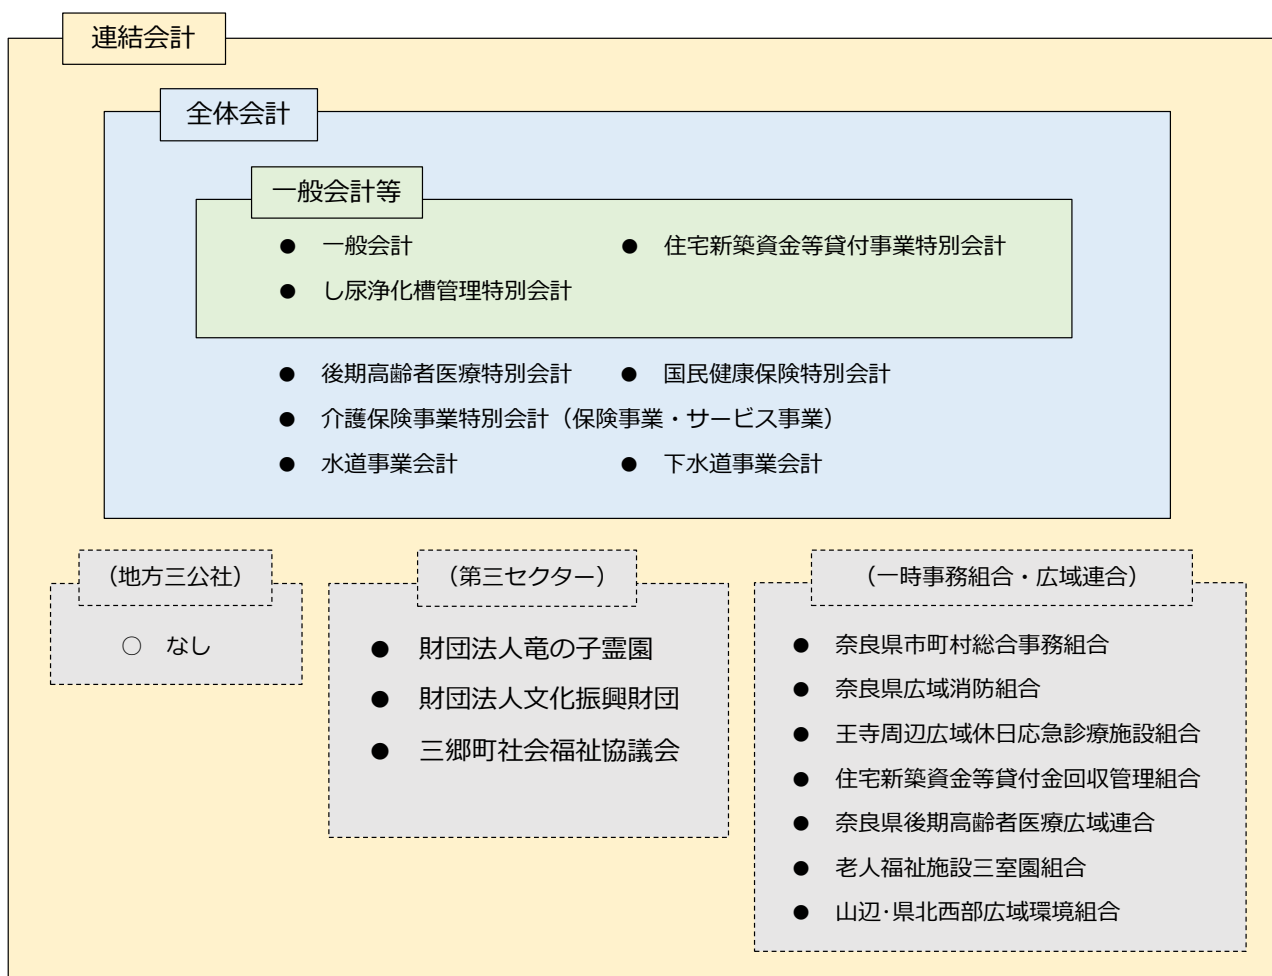 連結会計
全体会計
一般会計等
● 一般会計 ● 住宅新築資金等貸付事業特別会計
● し尿浄化槽管理特別会計
● 後期高齢者医療特別会計 ● 国民健康保険特別会計
● 介護保険事業特別会計（保険事業・サービス事業）
● 水道事業会計 ● 下水道事業会計
（地方三公社）
○ なし
（第三セクター）
● 財団法人竜の子霊園
● 財団法人文化振興財団
● 三郷町社会福祉協議会
（一時事務組合・広域連合）
● 奈良県市町村総合事務組合
● 奈良県広域消防組合
● 王寺周辺広域休日応急診療施設組合
● 住宅新築資金等貸付金回収管理組合
● 奈良県後期高齢者医療広域連合
● 老人福祉施設三室園組合
● 山辺･県北西部広域環境組合